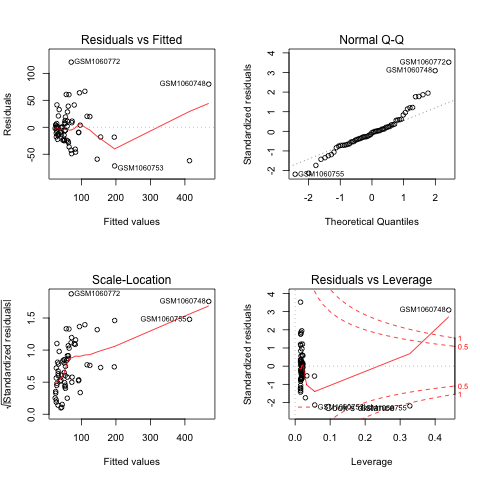 Residuals vs Fitted
Residuals
-50 0 50 100
GSM1060772
GSM1060748
GSM1060753
100 200 300 400
Fitted values
Normal Q-Q
Standardized residuals
-2 -1 0 1 2 3 4
GSM1060772
GSM1060748
GSM1060755
-2 -1 0 1 2
Theoretical Quantiles
Scale-Location
√|Standardized residuals|
0.0 0.5 1.0 1.5
GSM1060772
GSM1060748
GSM1060755
100 200 300 400
Fitted values
Residuals vs Leverage
Standardized residuals
-2 -1 0 1 2 3 4
GSM1060748
1
0.5
0.5
1
Cook's distance
0.0 0.1 0.2 0.3 0.4
Leverage